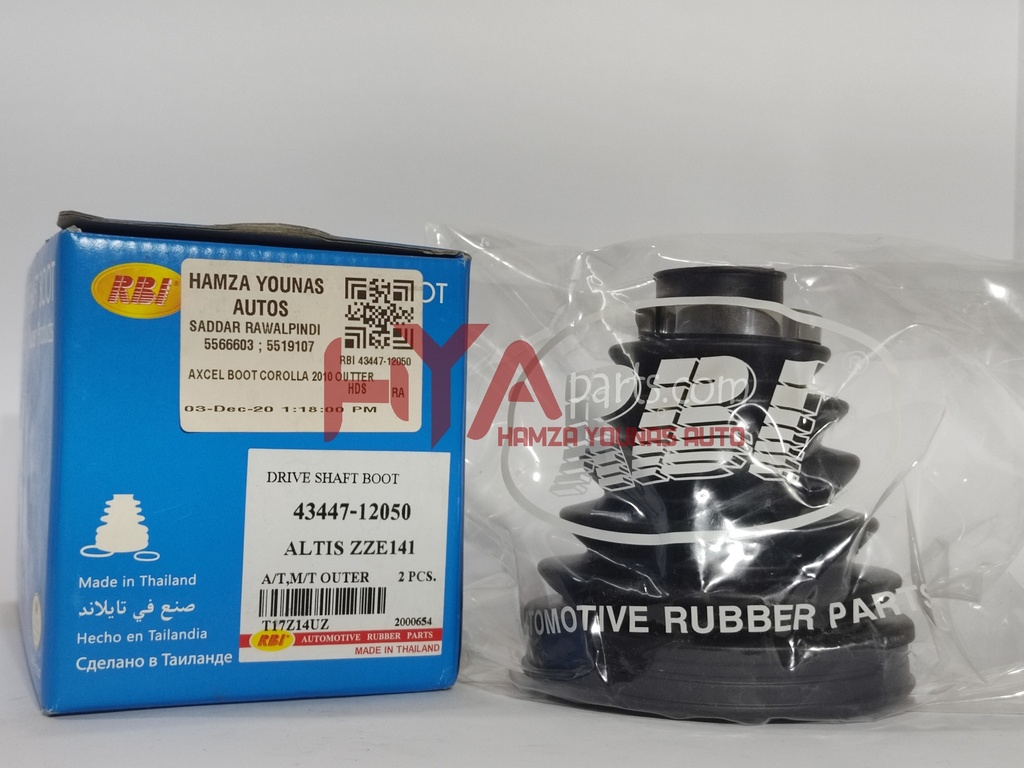 RBI
OOT
HAMZA YOUNAS
AUTOS
SADDAR RAWALPINDI
5566603 ; 5519107
RBI 43447-12050
AXCEL BOOT COROLLA 2010 OUTTER
HDS
RA
03-Dec-20 1:18:00 PM
DRIVE SHAFT BOOT
43447-12050
ALTIS ZZE141
A/T,M/T OUTER 2 PCS.
T17Z14UZ 2000654
RBI AUTOMOTIVE RUBBER PARTS
MADE IN THAILAND
Made in Thailand
صنع في تايلاند
Hecho en Tailandia
Сделано в Таиланде
HYA parts.com
HAMZA YOUNAS AUTO
RBI
TOMOTIVE RUBBER PARTS